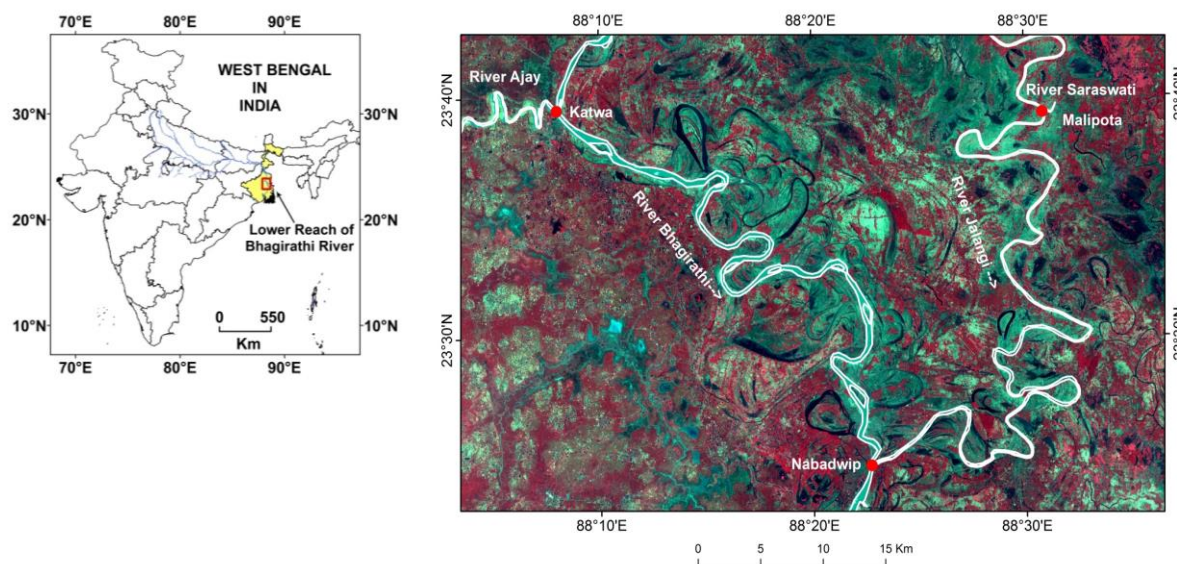 70°E 80°E 90°E
WEST BENGAL
IN
INDIA
30°N 30°N
20°N 20°N
Lower Reach of
Bhagirathi River
0 550
Km
10°N 10°N
70°E 80°E 90°E
88°10'E 88°20'E 88°30'E
River Ajay
River Saraswati
23°40'N
Katwa
Malipota
River Bhagirathi-->
River Jalangi -->
23°30'N
Nabadwip
88°10'E 88°20'E 88°30'E
0 5 10 15 Km